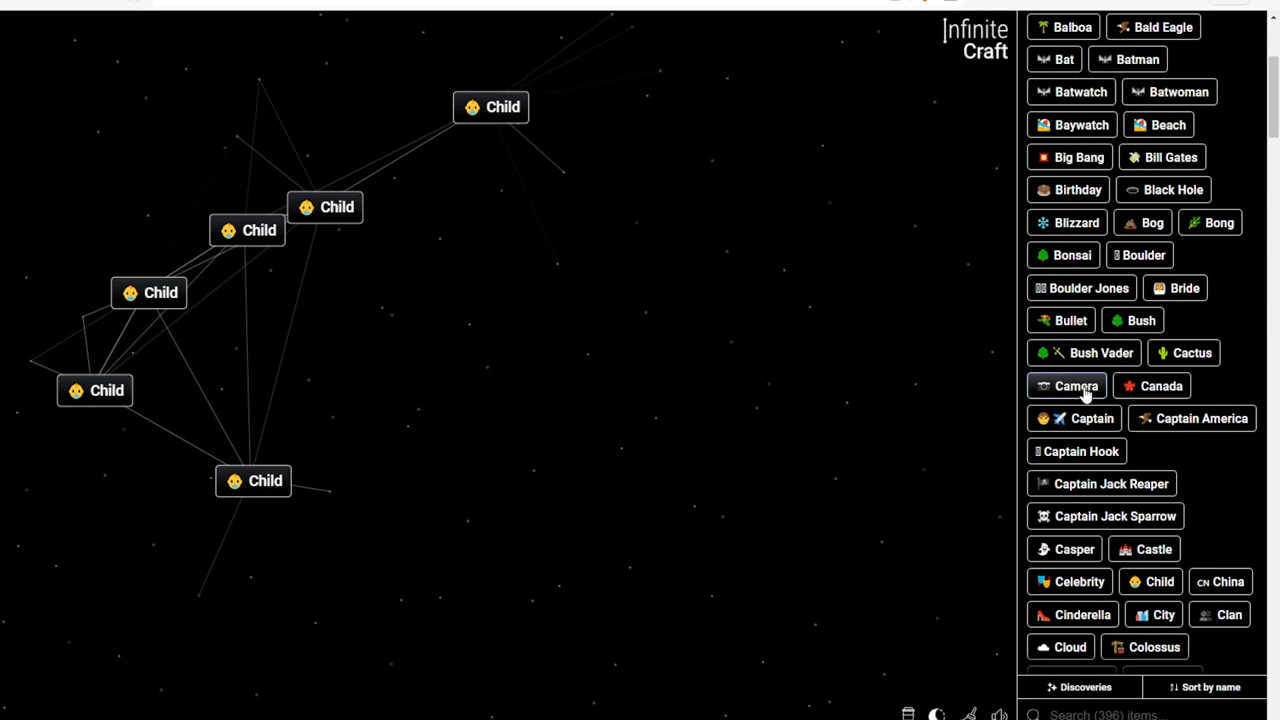 Infinite
Craft
Child
Child
Child
Child
Child
Child
Balboa
Bald Eagle
Bat
Batman
Batwatch
Batwoman
Baywatch
Beach
Big Bang
Bill Gates
Birthday
Black Hole
Blizzard
Bog
Bong
Bonsai
Boulder
Boulder Jones
Bride
Bullet
Bush
Bush Vader
Cactus
Camera
Canada
Captain
Captain America
Captain Hook
Captain Jack Reaper
Captain Jack Sparrow
Casper
Castle
Celebrity
Child
CN China
Cinderella
City
Clan
Cloud
Colossus
Discoveries
Sort by name
Search (396) items...